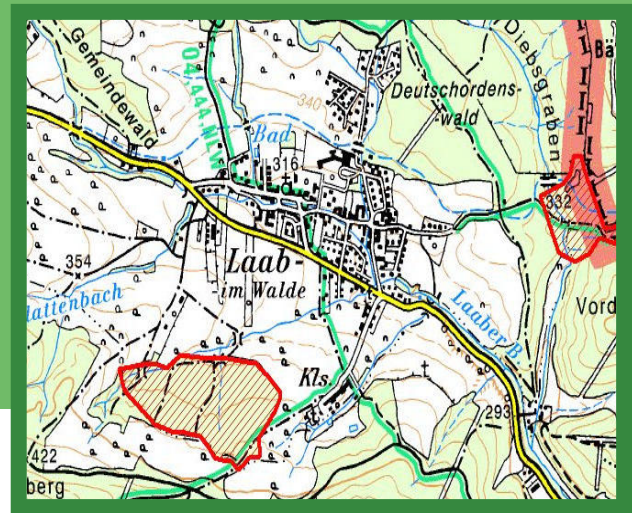 Gemeindewald
04,444 NLW
340
Bad
316
Deutschordens-
wald
Diebsgraben
Bä
332
354
Laab-
im Walde
lattenbach
Laaber B.
Vord
Kls.
293
422
berg